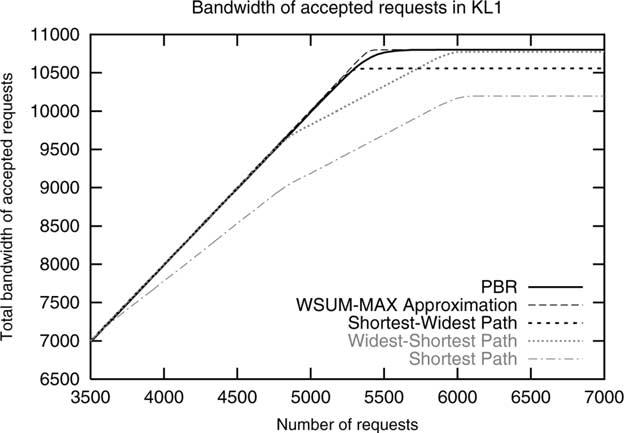 Bandwidth of accepted requests in KL1
Total bandwidth of accepted requests
11000
10500
10000
9500
9000
8500
8000
7500
7000
6500
PBR
WSUM-MAX Approximation
Shortest-Widest Path
Widest-Shortest Path
Shortest Path
3500 4000 4500 5000 5500 6000 6500 7000
Number of requests